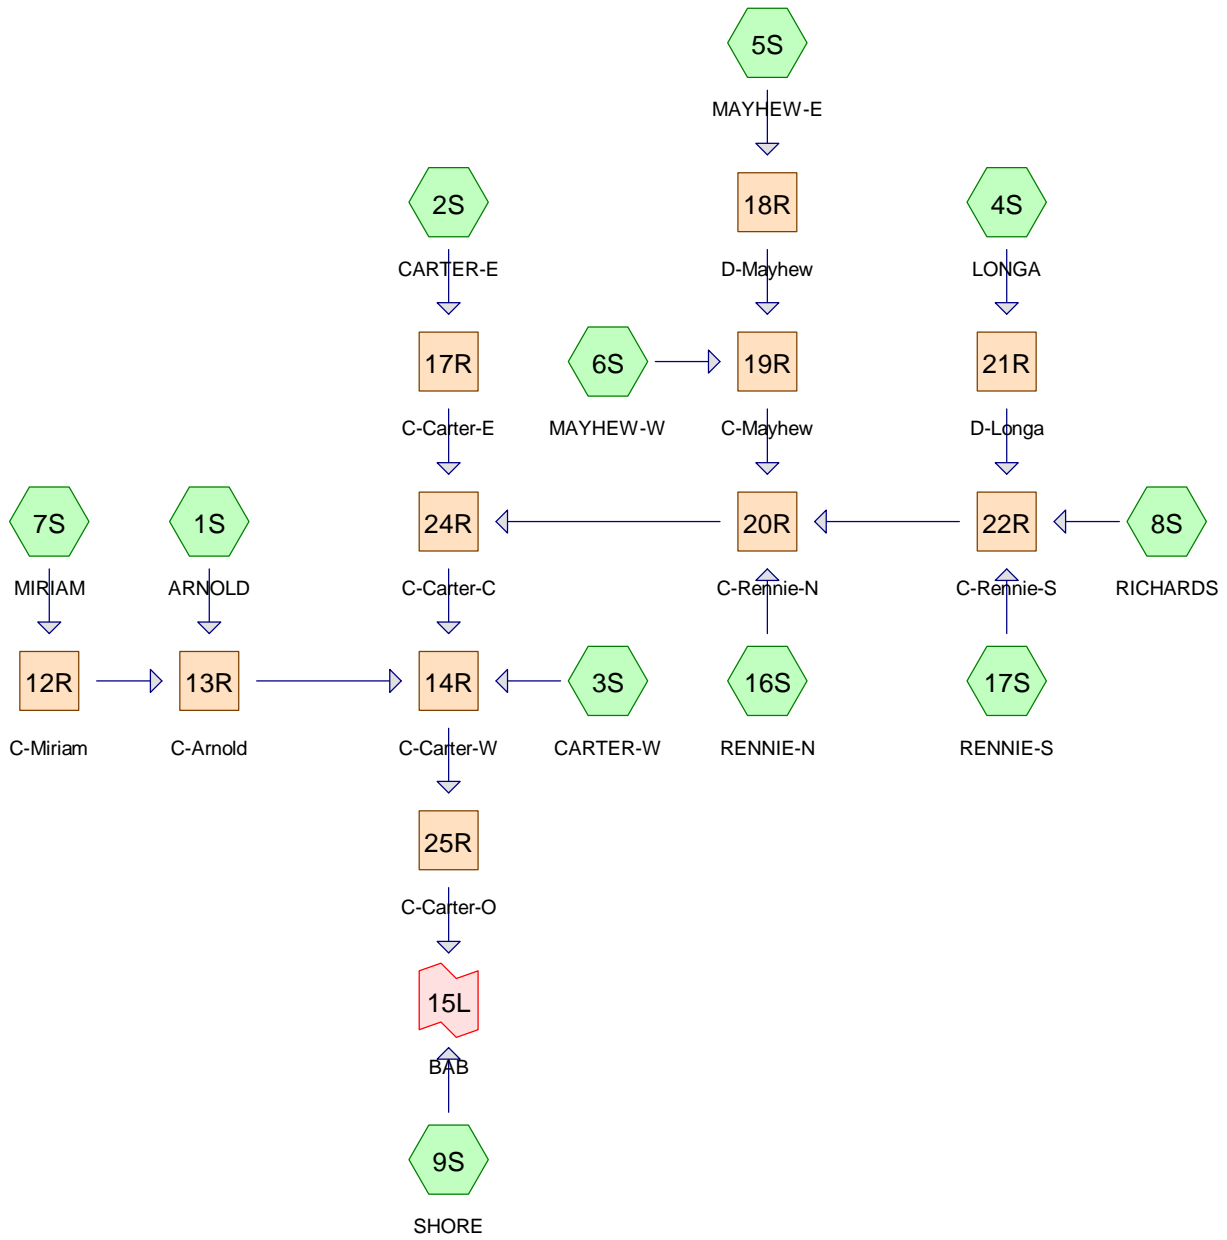 5S
MAYHEW-E
2S
18R
4S
CARTER-E
D-Mayhew
LONGA
17R
6S
19R
21R
C-Carter-E
MAYHEW-W
C-Mayhew
D-Longa
7S
1S
24R
20R
22R
8S
MIRIAM
ARNOLD
C-Carter-C
C-Rennie-N
C-Rennie-S
RICHARDS
12R
13R
14R
3S
16S
17S
C-Miriam
C-Arnold
C-Carter-W
CARTER-W
RENNIE-N
RENNIE-S
25R
C-Carter-O
15L
BAB
9S
SHORE